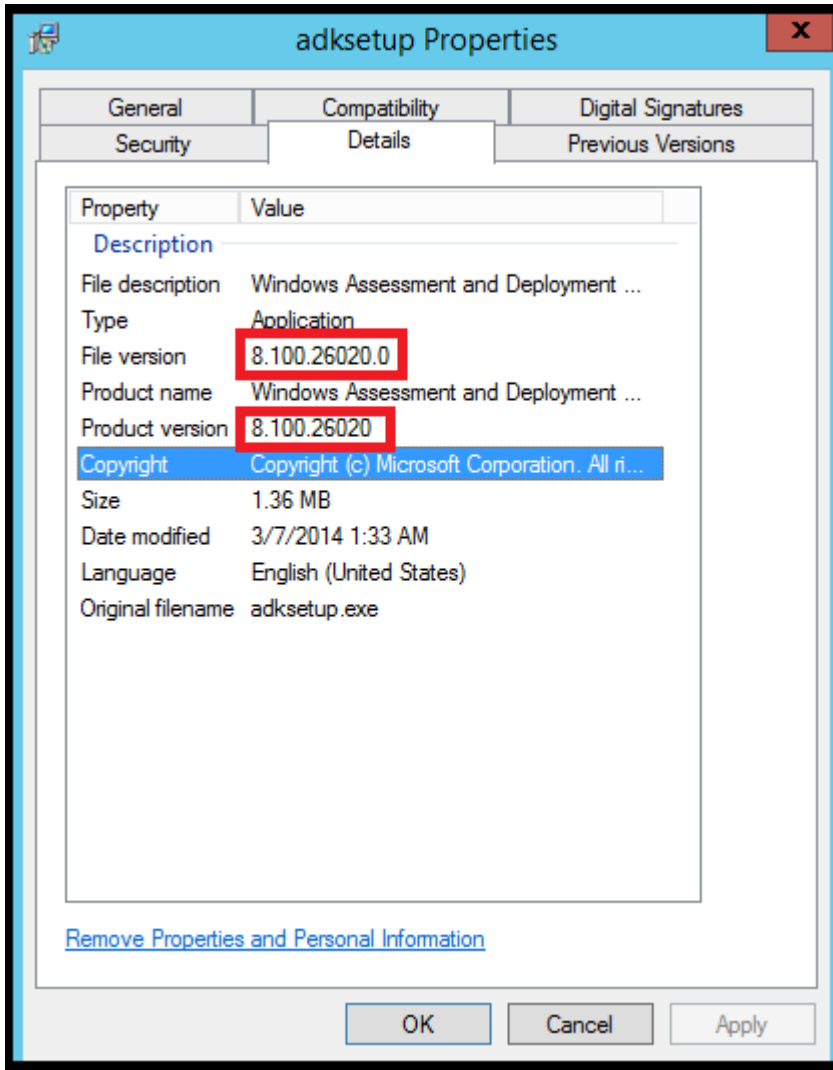 adksetup Properties
x
General Compatibility Digital Signatures
Security Details Previous Versions
Property Value
Description
File description Windows Assessment and Deployment ...
Type Application
File version 8.100.26020.0
Product name Windows Assessment and Deployment ...
Product version 8.100.26020
Copyright Copyright (c) Microsoft Corporation. All ri...
Size 1.36 MB
Date modified 3/7/2014 1:33 AM
Language English (United States)
Original filename adksetup.exe
Remove Properties and Personal Information
OK Cancel Apply